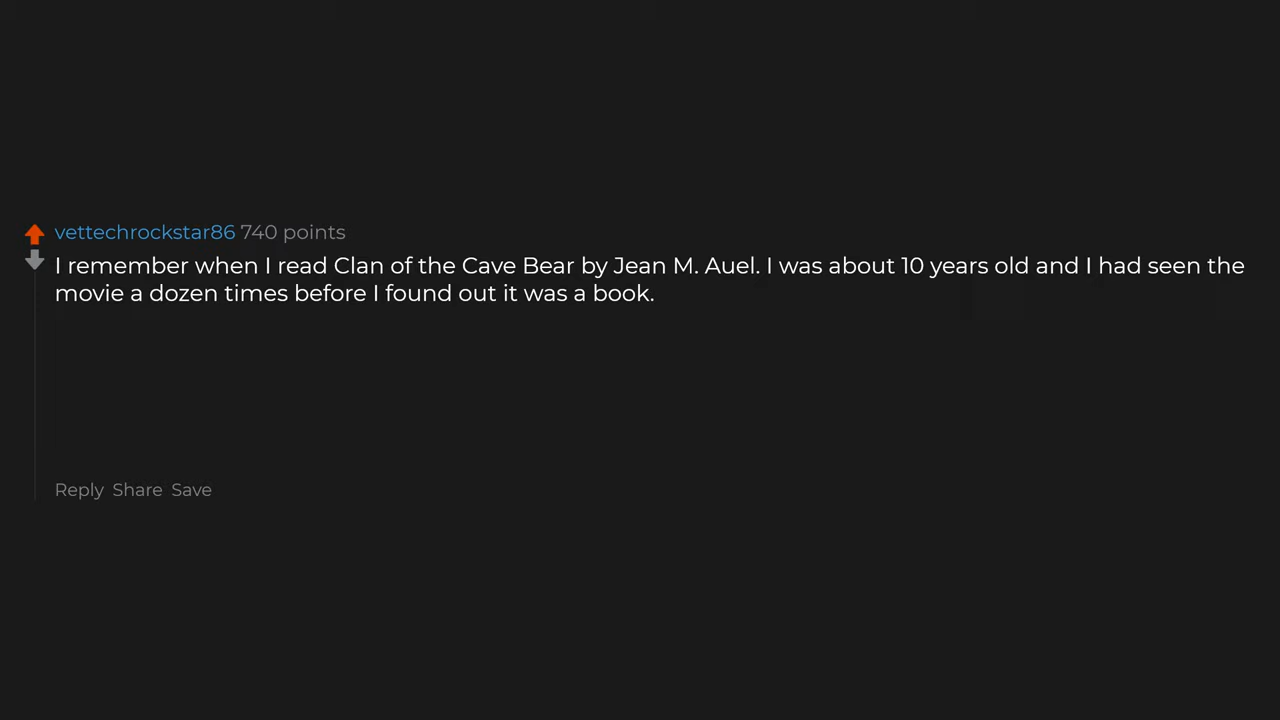 vettechrockstar86 740 points
I remember when I read Clan of the Cave Bear by Jean M. Auel. I was about 10 years old and I had seen the
movie a dozen times before I found out it was a book.
Reply Share Save